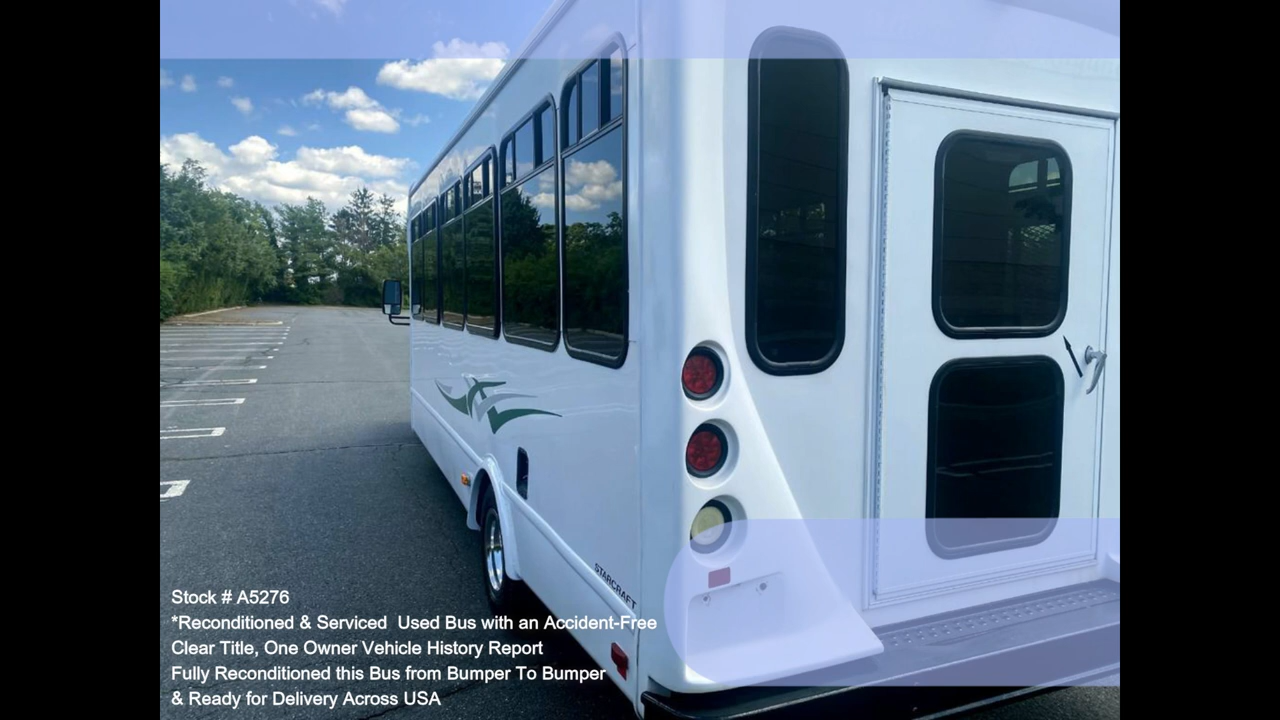 STARCRAFT
Stock # A5276
*Reconditioned & Serviced  Used Bus with an Accident-Free
Clear Title, One Owner Vehicle History Report
Fully Reconditioned this Bus from Bumper To Bumper
& Ready for Delivery Across USA